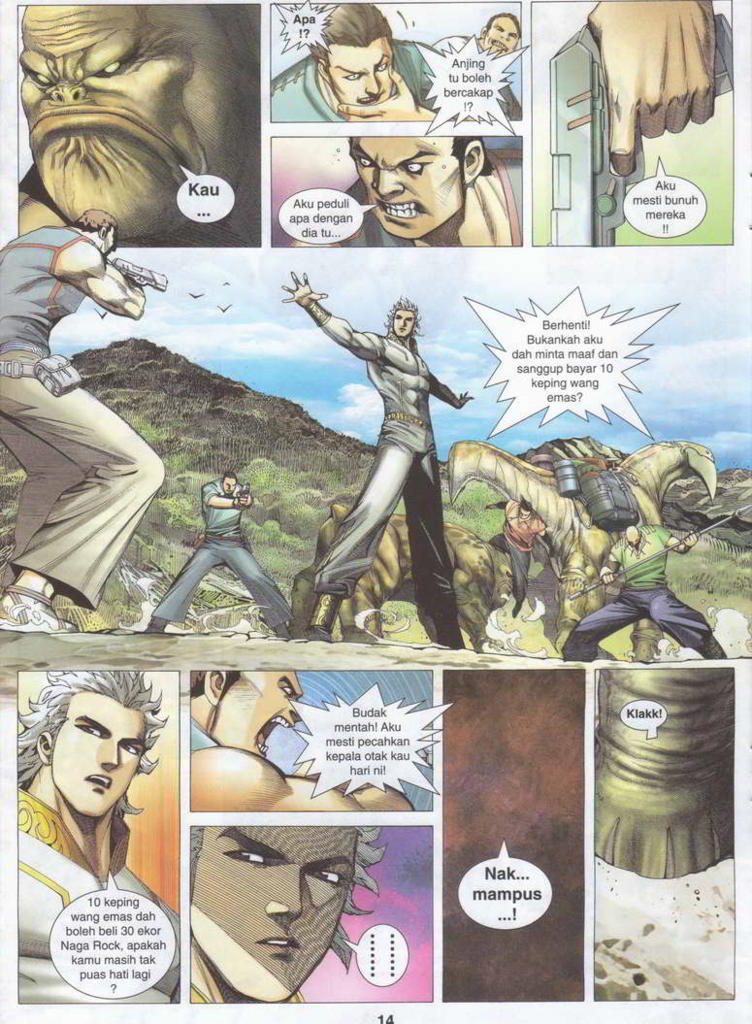 Kau
...
Apa
!?
Anjing
tu boleh
bercakap
!?
Aku peduli
apa dengan
dia tu...
Aku
mesti bunuh
mereka
!!
Berhenti!
Bukankah aku
dah minta maaf dan
sanggup bayar 10
keping wang
emas?
10 keping
wang emas dah
boleh beli 30 ekor
Naga Rock, apakah
kamu masih tak
puas hati lagi
?
Budak
mentah! Aku
mesti pecahkan
kepala otak kau
hari ni!
Nak...
mampus
...!
Klakk!
14